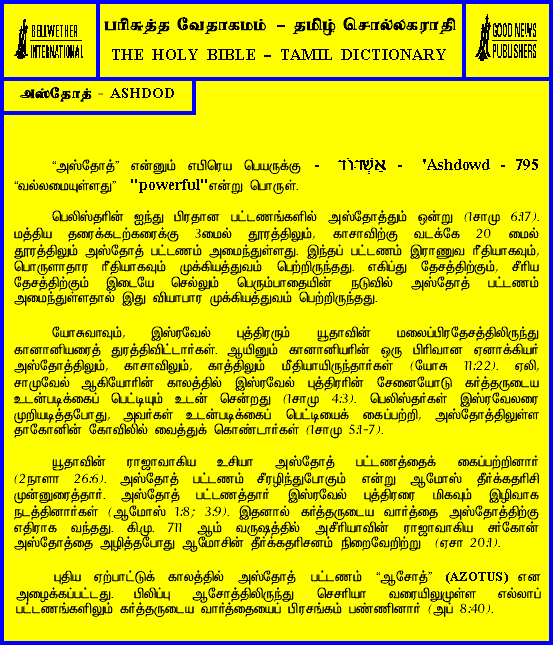 BELLWETHER
INTERNATIONAL
பரிசுத்த வேதாகமம் – தமிழ் சொல்லகராதி
THE HOLY BIBLE – TAMIL DICTIONARY
GOOD NEWS
PUBLISHERS
அஸ்தோத் - ASHDOD
“அஸ்தோத்” என்னும் எபிரெய பெயருக்கு - אַשְׁדּוֹד - 'Ashdowd - 795
“வல்லமையுள்ளது” "powerful"என்று பொருள்.
பெலிஸ்தரின் ஐந்து பிரதான பட்டணங்களில் அஸ்தோத்தும் ஒன்று (1சாமு 6:17).
மத்திய தரைக்கடற்கரைக்கு 3மைல் தூரத்திலும், காசாவிற்கு வடக்கே 20 மைல்
தூரத்திலும் அஸ்தோத் பட்டணம் அமைந்துள்ளது. இந்தப் பட்டணம் இராணுவ ரீதியாகவும்,
பொருளாதார ரீதியாகவும் முக்கியத்துவம் பெற்றிருந்தது. எகிப்து தேசத்திற்கும், சீரிய
தேசத்திற்கும் இடையே செல்லும் பெரும்பாதையின் நடுவில் அஸ்தோத் பட்டணம்
அமைந்துள்ளதால் இது வியாபார முக்கியத்துவம் பெற்றிருந்தது.
யோசுவாவும், இஸ்ரவேல் புத்திரரும் யூதாவின் மலைப்பிரதேசத்திலிருந்து
கானானியரைத் துரத்திவிட்டார்கள். ஆயினும் கானானியரின் ஒரு பிரிவான ஏனாக்கியர்
அஸ்தோத்திலும், காசாவிலும், காத்திலும் மீதியாயிருந்தார்கள் (யோசு 11:22). ஏலி,
சாமுவேல் ஆகியோரின் காலத்தில் இஸ்ரவேல் புத்திரரின் சேனையோடு கர்த்தருடைய
உடன்படிக்கைப் பெட்டியும் உடன் சென்றது (1சாமு 4:3). பெலிஸ்தர்கள் இஸ்ரவேலரை
முறியடித்தபோது, அவர்கள் உடன்படிக்கைப் பெட்டியைக் கைப்பற்றி, அஸ்தோத்திலுள்ள
தாகோனின் கோவிலில் வைத்துக் கொண்டார்கள் (1சாமு 5:1-7).
யூதாவின் ராஜாவாகிய உசியா அஸ்தோத் பட்டணத்தைக் கைப்பற்றினார்
(2நாளா 26:6). அஸ்தோத் பட்டணம் சீரழிந்துபோகும் என்று ஆமோஸ் தீர்க்கதரிசி
முன்னுரைத்தார். அஸ்தோத் பட்டணத்தார் இஸ்ரவேல் புத்திரரை மிகவும் இழிவாக
நடத்தினார்கள் (ஆமோஸ் 1:8; 3:9). இதனால் கர்த்தருடைய வார்த்தை அஸ்தோத்திற்கு
எதிராக வந்தது. கி.மு. 711 ஆம் வருஷத்தில் அசீரியாவின் ராஜாவாகிய சர்கோன்
அஸ்தோத்தை அழித்தபோது ஆமோசின் தீர்க்கதரிசனம் நிறைவேறிற்று (ஏசா 20:1).
புதிய ஏற்பாட்டுக் காலத்தில் அஸ்தோத் பட்டணம் “ஆசோத்” (AZOTUS) என
அழைக்கப்பட்டது. பிலிப்பு ஆசோத்திலிருந்து செசரியா வரையிலுமுள்ள எல்லாப்
பட்டணங்களிலும் கர்த்தருடைய வார்த்தையைப் பிரசங்கம் பண்ணினார் (அப் 8:40).